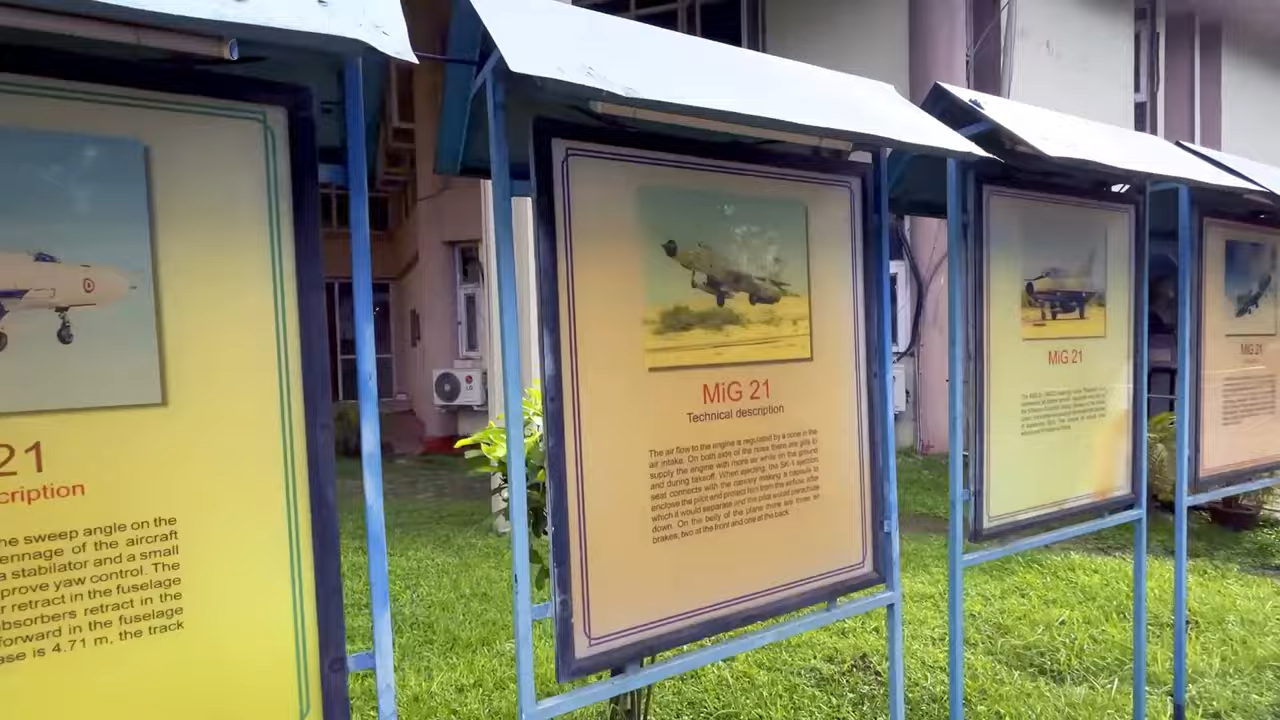 21
cription
he sweep angle on the
ennage of the aircraft
a stabilator and a small
prove yaw control. The
r retract in the fuselage
absorbers retract in the
forward in the fuselage
ase is 4.71 m, the track
MiG 21
Technical description
The air flow to the engine is regulated by a cone in the
air intake. On both side of the nose there are gills to
supply the engine with more air while on the ground
and during takeoff. When ejecting, the SK-1 ejection
seat connects with the canopy making a capsule to
enclose the pilot and protect him from the airflow, after
which it would separate and the pilot would parachute
down. On the belly of the plane there are three air
brakes, two at the front and one at the back.
LG
MiG 21
MiG 21